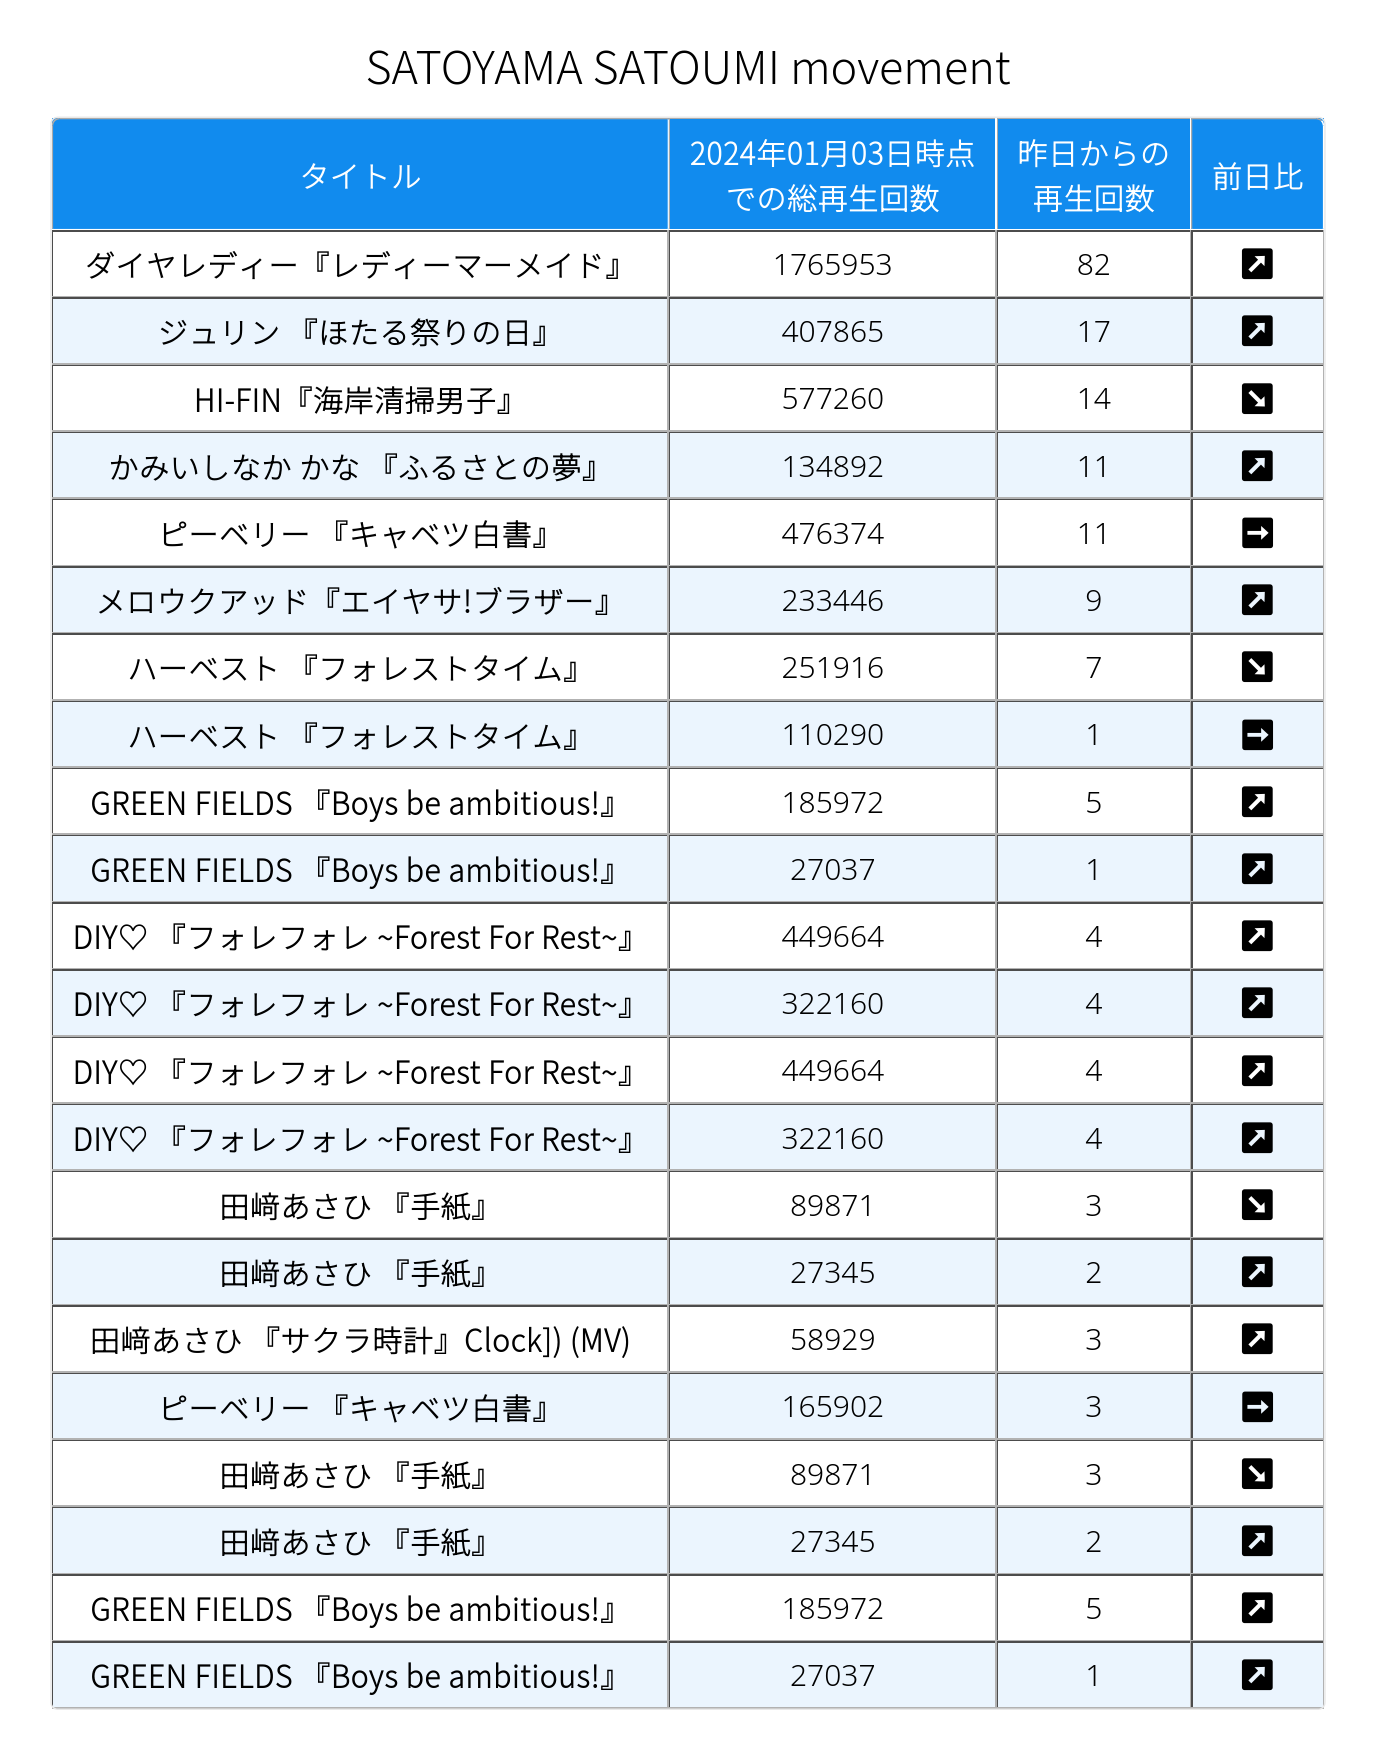 SATOYAMA SATOUMI movement
タイトル 2024年01月03日時点での総再生回数 昨日からの再生回数 前日比
ダイヤレディー『レディーマーメイド』 1765953 82 ↗
ジュリン 『ほたる祭りの日』 407865 17 ↗
HI-FIN『海岸清掃男子』 577260 14 ↘
かみいしなか かな 『ふるさとの夢』 134892 11 ↗
ピーベリー 『キャベツ白書』 476374 11 →
メロウクアッド『エイヤサ!ブラザー』 233446 9 ↗
ハーベスト 『フォレストタイム』 251916 7 ↘
ハーベスト 『フォレストタイム』 110290 1 →
GREEN FIELDS 『Boys be ambitious!』 185972 5 ↗
GREEN FIELDS 『Boys be ambitious!』 27037 1 ↗
DIY♡ 『フォレフォレ ~Forest For Rest~』 449664 4 ↗
DIY♡ 『フォレフォレ ~Forest For Rest~』 322160 4 ↗
DIY♡ 『フォレフォレ ~Forest For Rest~』 449664 4 ↗
DIY♡ 『フォレフォレ ~Forest For Rest~』 322160 4 ↗
田﨑あさひ 『手紙』 89871 3 ↘
田﨑あさひ 『手紙』 27345 2 ↗
田﨑あさひ 『サクラ時計』Clock]) (MV) 58929 3 ↗
ピーベリー 『キャベツ白書』 165902 3 →
田﨑あさひ 『手紙』 89871 3 ↘
田﨑あさひ 『手紙』 27345 2 ↗
GREEN FIELDS 『Boys be ambitious!』 185972 5 ↗
GREEN FIELDS 『Boys be ambitious!』 27037 1 ↗